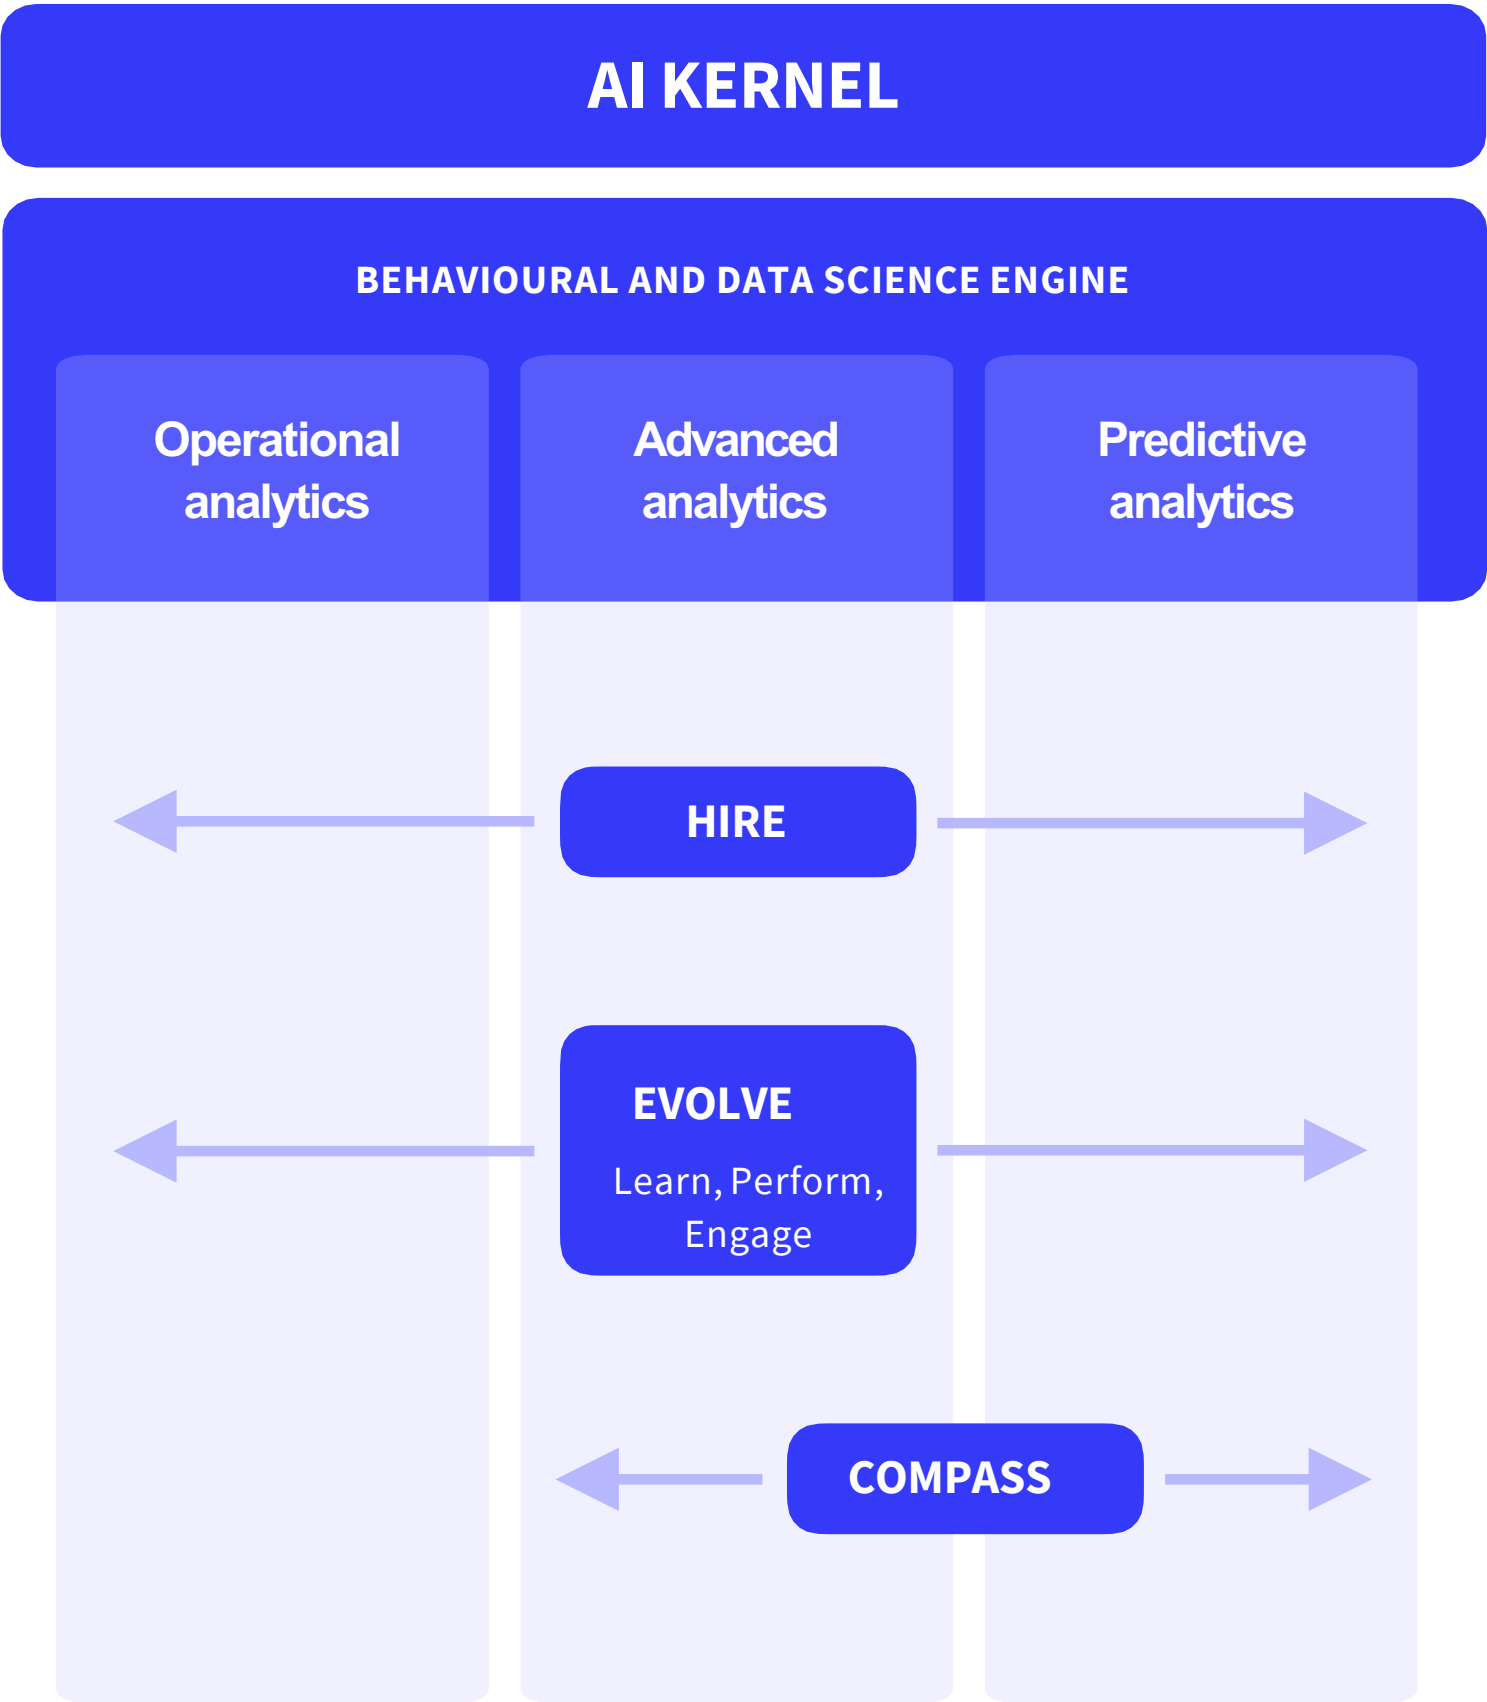 AI KERNEL
BEHAVIOURAL AND DATA SCIENCE ENGINE
Operational
analytics
Advanced
analytics
Predictive
analytics
HIRE
EVOLVE
Learn, Perform,
Engage
COMPASS